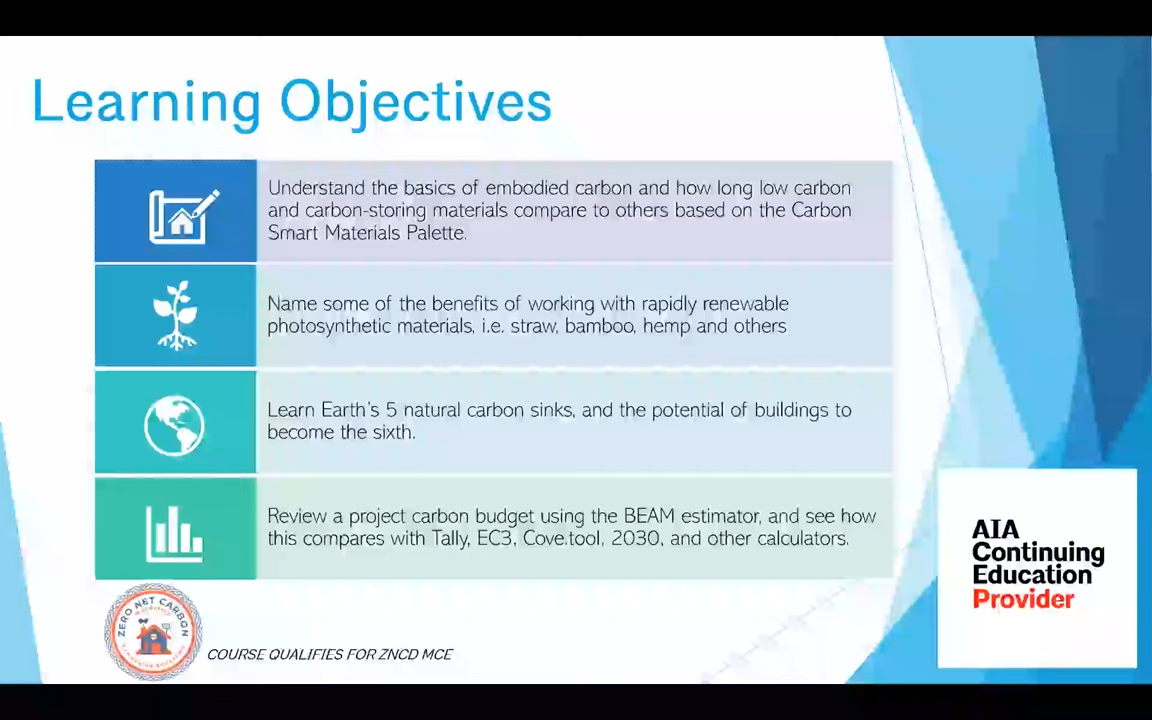 Learning Objectives
Understand the basics of embodied carbon and how long low carbon
and carbon-storing materials compare to others based on the Carbon
Smart Materials Palette.
Name some of the benefits of working with rapidly renewable
photosynthetic materials, i.e. straw, bamboo, hemp and others
Learn Earth's 5 natural carbon sinks, and the potential of buildings to
become the sixth.
Review a project carbon budget using the BEAM estimator, and see how
this compares with Tally, EC3, Cove.tool, 2030, and other calculators.
ZERO NET CARBON
COURSE QUALIFIES FOR ZNCD MCE
AIA
Continuing
Education
Provider